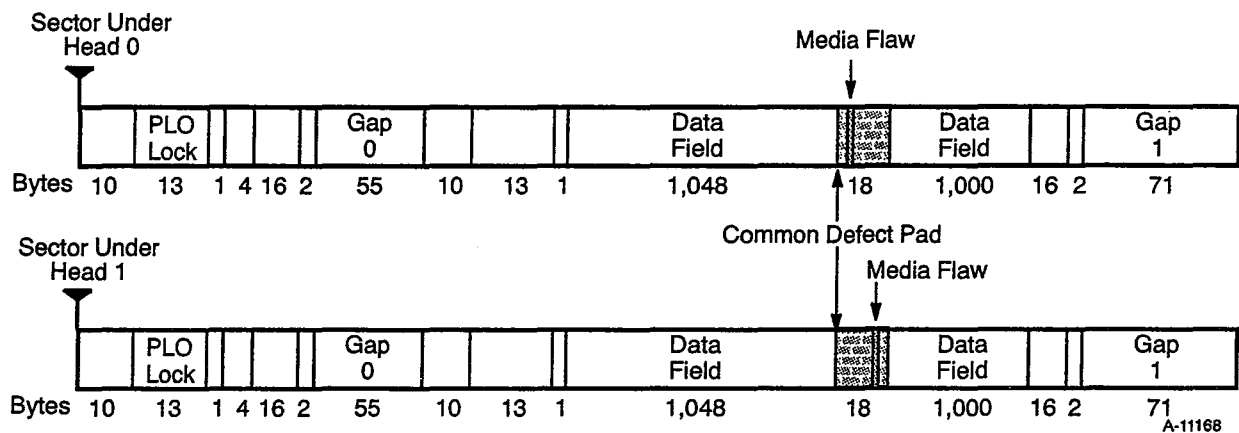 Sector Under
Head 0
Media Flaw
PLO
Lock
Gap
0
Data
Field
Data
Field
Gap
1
Bytes 10 13 1 4 16 2 55 10 13 1 1,048 18 1,000 16 2 71
Common Defect Pad
Sector Under
Head 1
Media Flaw
PLO
Lock
Gap
0
Data
Field
Data
Field
Gap
1
Bytes 10 13 1 4 16 2 55 10 13 1 1,048 18 1,000 16 2 71
A-11168